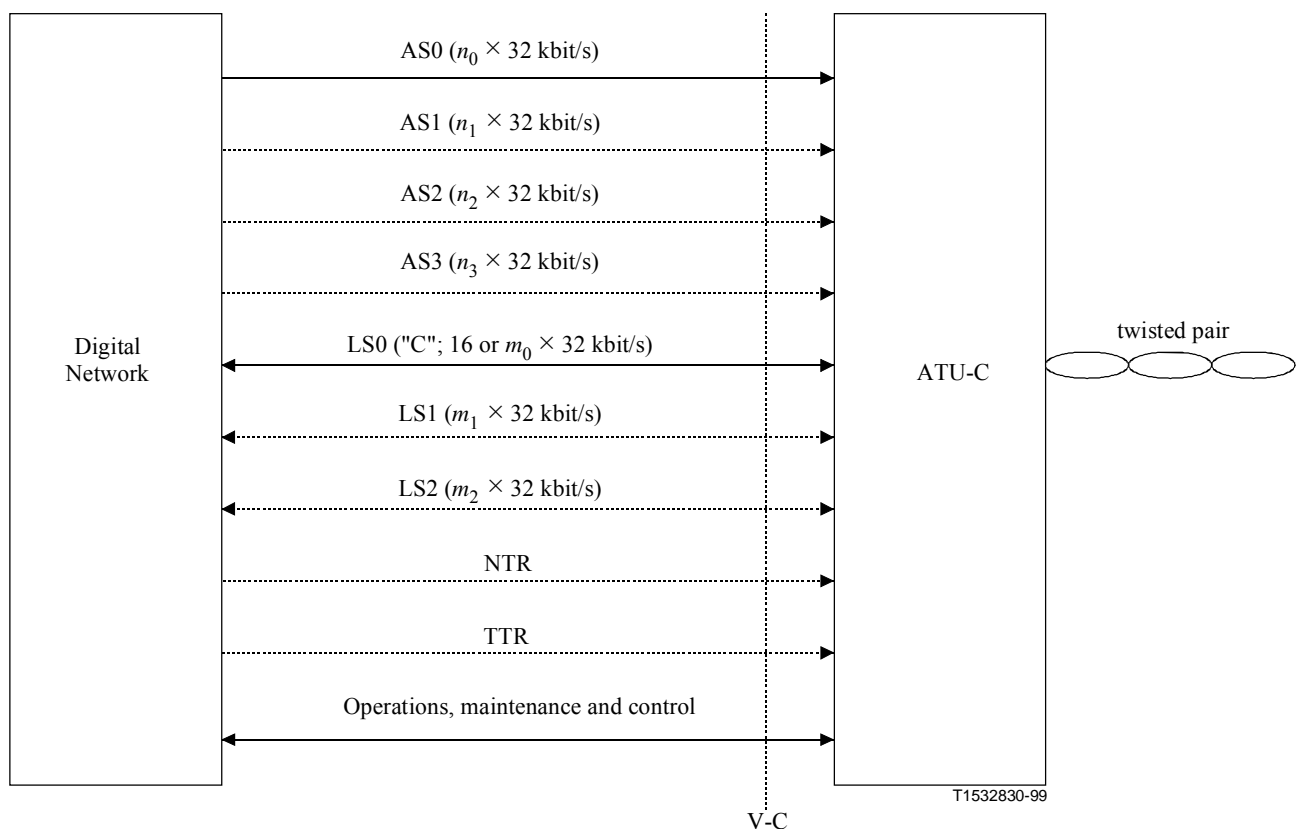 AS0 (n0 × 32 kbit/s)
AS1 (n1 × 32 kbit/s)
AS2 (n2 × 32 kbit/s)
AS3 (n3 × 32 kbit/s)
Digital
Network
LS0 ("C"; 16 or m0 × 32 kbit/s)
ATU-C
twisted pair
LS1 (m1 × 32 kbit/s)
LS2 (m2 × 32 kbit/s)
NTR
TTR
Operations, maintenance and control
T1532830-99
V-C